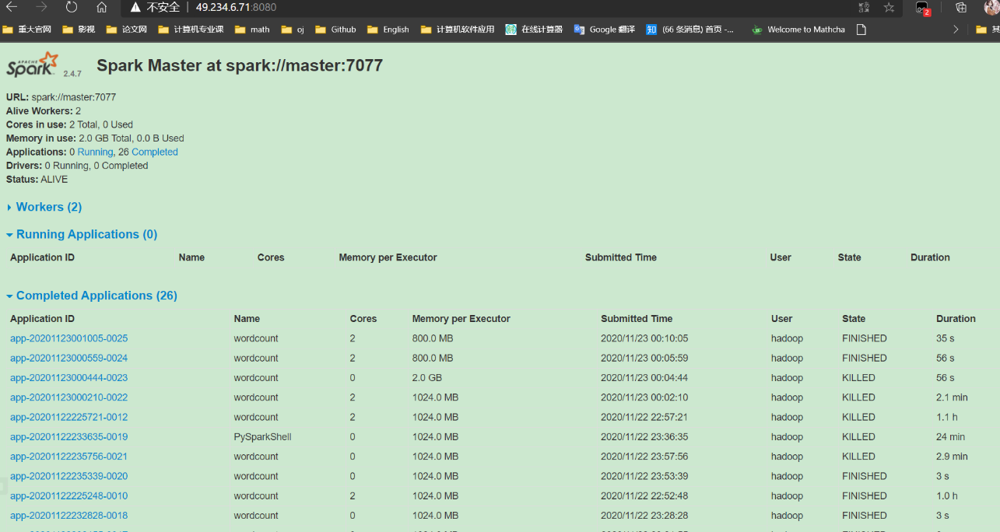 不安全 | 49.234.6.71:8080
2
重大官网 影视 论文网 计算机专业课 math oj Github English 计算机软件应用 在线计算器 Google 翻译 知 (66 条消息) 首页 -... Welcome to Mathcha
APACHE Spark 2.4.7 Spark Master at spark://master:7077
URL: spark://master:7077
Alive Workers: 2
Cores in use: 2 Total, 0 Used
Memory in use: 2.0 GB Total, 0.0 B Used
Applications: 0 Running, 26 Completed
Drivers: 0 Running, 0 Completed
Status: ALIVE
Workers (2)
Running Applications (0)
Application ID Name Cores Memory per Executor Submitted Time User State Duration
Completed Applications (26)
Application ID Name Cores Memory per Executor Submitted Time User State Duration
app-20201123001005-0025 wordcount 2 800.0 MB 2020/11/23 00:10:05 hadoop FINISHED 35 s
app-20201123000559-0024 wordcount 2 800.0 MB 2020/11/23 00:05:59 hadoop FINISHED 56 s
app-20201123000444-0023 wordcount 0 2.0 GB 2020/11/23 00:04:44 hadoop KILLED 56 s
app-20201123000210-0022 wordcount 2 1024.0 MB 2020/11/23 00:02:10 hadoop KILLED 2.1 min
app-20201122225721-0012 wordcount 2 1024.0 MB 2020/11/22 22:57:21 hadoop KILLED 1.1 h
app-20201122233635-0019 PySparkShell 0 1024.0 MB 2020/11/22 23:36:35 hadoop KILLED 24 min
app-20201122235756-0021 wordcount 0 1024.0 MB 2020/11/22 23:57:56 hadoop KILLED 2.9 min
app-20201122235339-0020 wordcount 0 1024.0 MB 2020/11/22 23:53:39 hadoop FINISHED 3 s
app-20201122225248-0010 wordcount 2 1024.0 MB 2020/11/22 22:52:48 hadoop FINISHED 1.0 h
app-20201122232828-0018 wordcount 0 1024.0 MB 2020/11/22 23:28:28 hadoop FINISHED 3 s